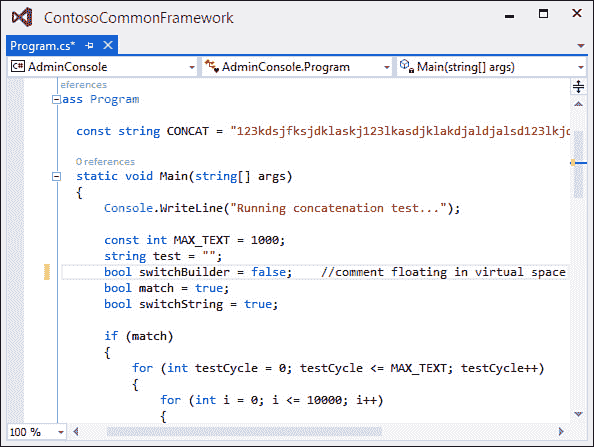 ContosoCommonFramework
Program.cs*
C# AdminConsole AdminConsole.Program Main(string[] args)
eferences
ass Program
const string CONCAT = "123kdsjfksjdklaskj123lkasdjklakdjaldjalsd123lkjd
0 references
static void Main(string[] args)
{
Console.WriteLine("Running concatenation test...");
const int MAX_TEXT = 1000;
string test = "";
bool switchBuilder = false; //comment floating in virtual space
bool match = true;
bool switchString = true;
if (match)
{
for (int testCycle = 0; testCycle <= MAX_TEXT; testCycle++)
{
for (int i = 0; i <= 10000; i++)
{
100 %